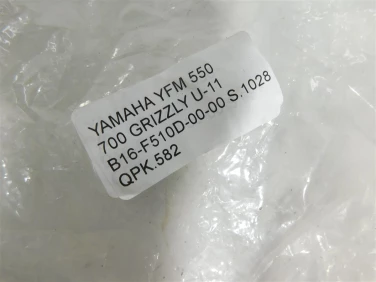 YAMAHA YFM 550
700 GRIZZLY U-11
B16-F510D-00-00 S.1028
QPK.582